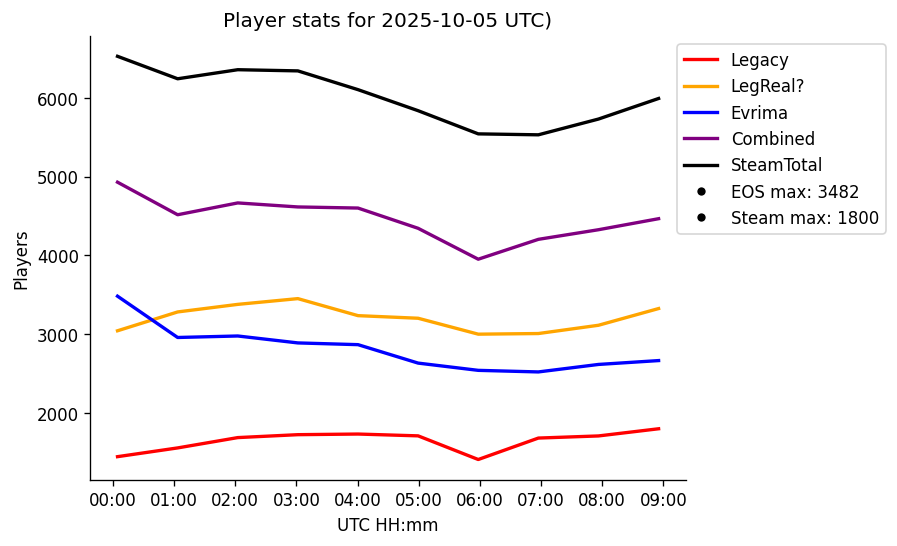 Player stats for 2025-10-05 UTC)
Legacy
LegReal?
Evrima
Combined
SteamTotal
EOS max: 3482
Steam max: 1800
Players
6000
5000
4000
3000
2000
00:00 01:00 02:00 03:00 04:00 05:00 06:00 07:00 08:00 09:00
UTC HH:mm